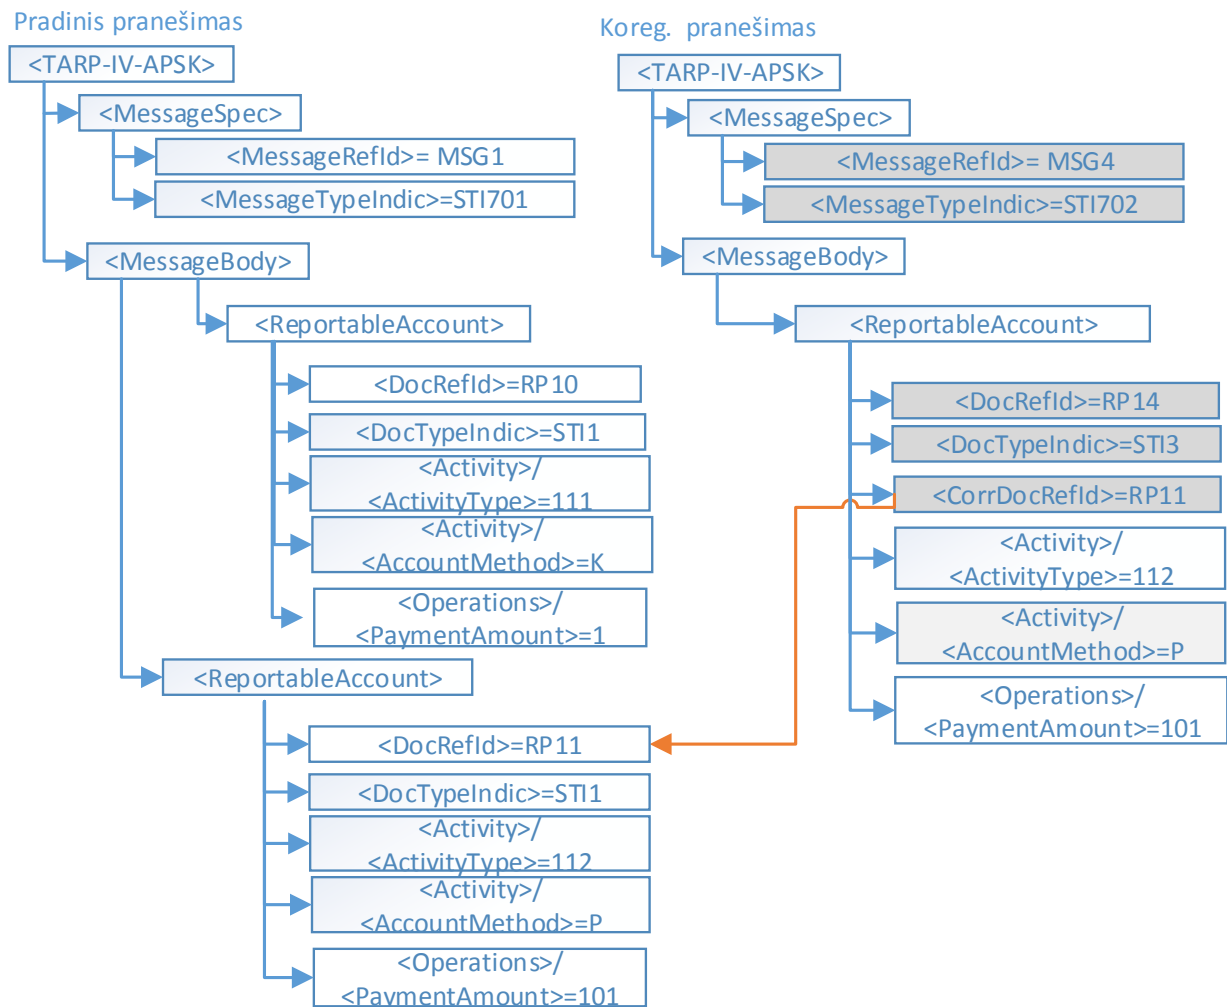 Pradinis pranešimas
<TARP-IV-APSK>
<MessageSpec>
<MessageRefId>= MSG1
<MessageTypeIndic>=STI701
<MessageBody>
<ReportableAccount>
<DocRefId>=RP10
<DocTypeIndic>=STI1
<Activity>/
<ActivityType>=111
<Activity>/
<AccountMethod>=K
<Operations>/
<PaymentAmount>=1
<ReportableAccount>
<DocRefId>=RP11
<DocTypeIndic>=STI1
<Activity>/
<ActivityType>=112
<Activity>/
<AccountMethod>=P
<Operations>/
<PaymentAmount>=101
Koreg. pranešimas
<TARP-IV-APSK>
<MessageSpec>
<MessageRefId>= MSG4
<MessageTypeIndic>=STI702
<MessageBody>
<ReportableAccount>
<DocRefId>=RP14
<DocTypeIndic>=STI3
<CorrDocRefId>=RP11
<Activity>/
<ActivityType>=112
<Activity>/
<AccountMethod>=P
<Operations>/
<PaymentAmount>=101